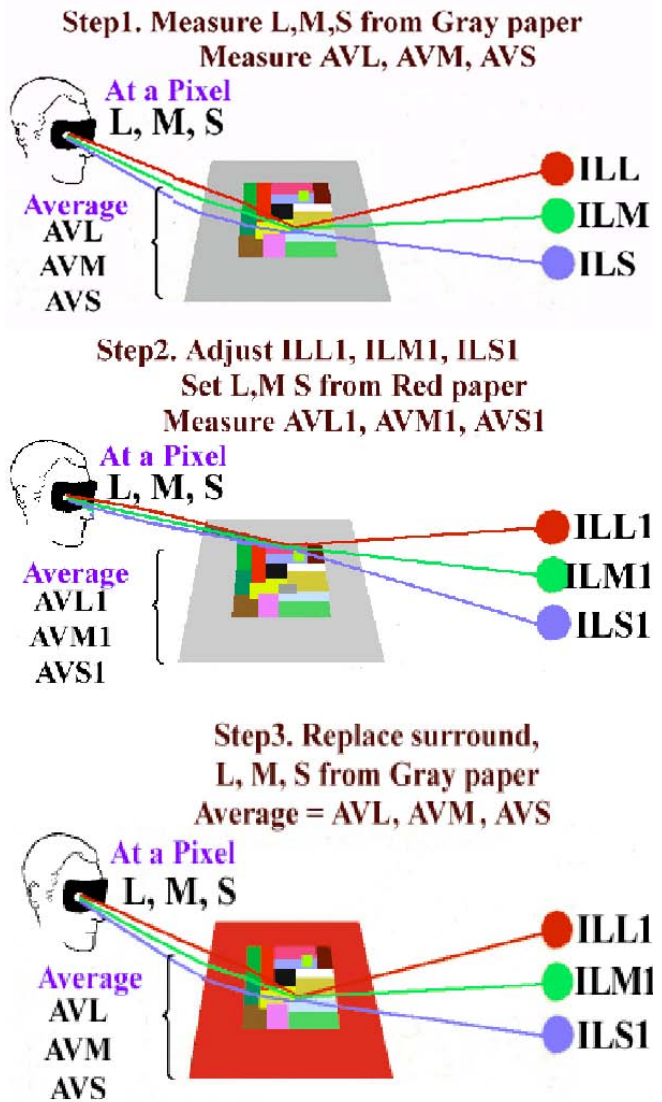 Step1. Measure L,M,S from Gray paper
Measure AVL, AVM, AVS
At a Pixel
L, M, S
Average
AVL
AVM
AVS
ILL
ILM
ILS
Step2. Adjust ILL1, ILM1, ILS1
Set L,M S from Red paper
Measure AVL1, AVM1, AVS1
At a Pixel
L, M, S
Average
AVL1
AVM1
AVS1
ILL1
ILM1
ILS1
Step3. Replace surround,
L, M, S from Gray paper
Average = AVL, AVM, AVS
At a Pixel
L, M, S
Average
AVL
AVM
AVS
ILL1
ILM1
ILS1